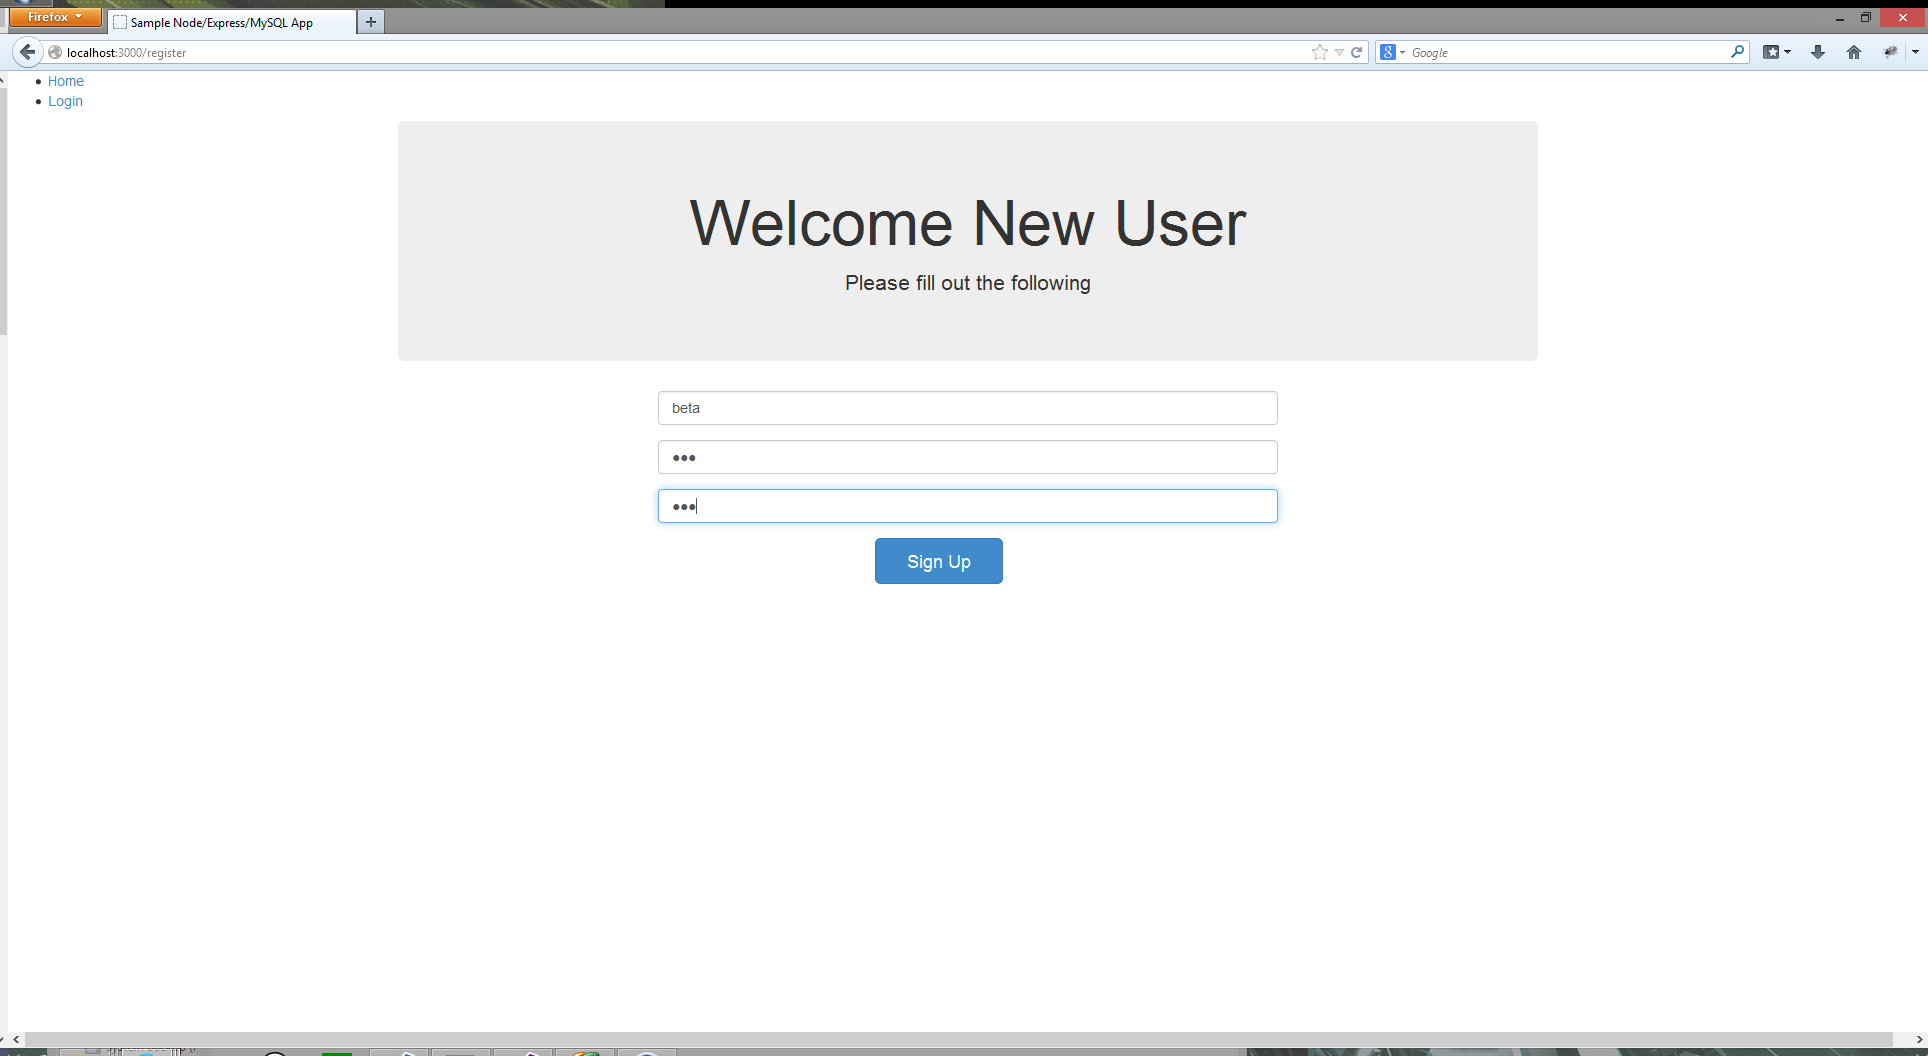 Firefox
Sample Node/Express/MySQL App
localhost:3000/register
Google
Home
Login
Welcome New User
Please fill out the following
beta
•••
•••
Sign Up